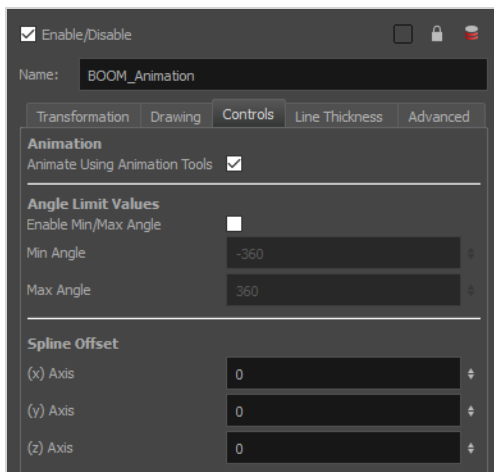 Enable/Disable
Name: BOOM_Animation
Transformation Drawing Controls Line Thickness Advanced
Animation
Animate Using Animation Tools
Angle Limit Values
Enable Min/Max Angle
Min Angle -360
Max Angle 360
Spline Offset
(x) Axis 0
(y) Axis 0
(z) Axis 0